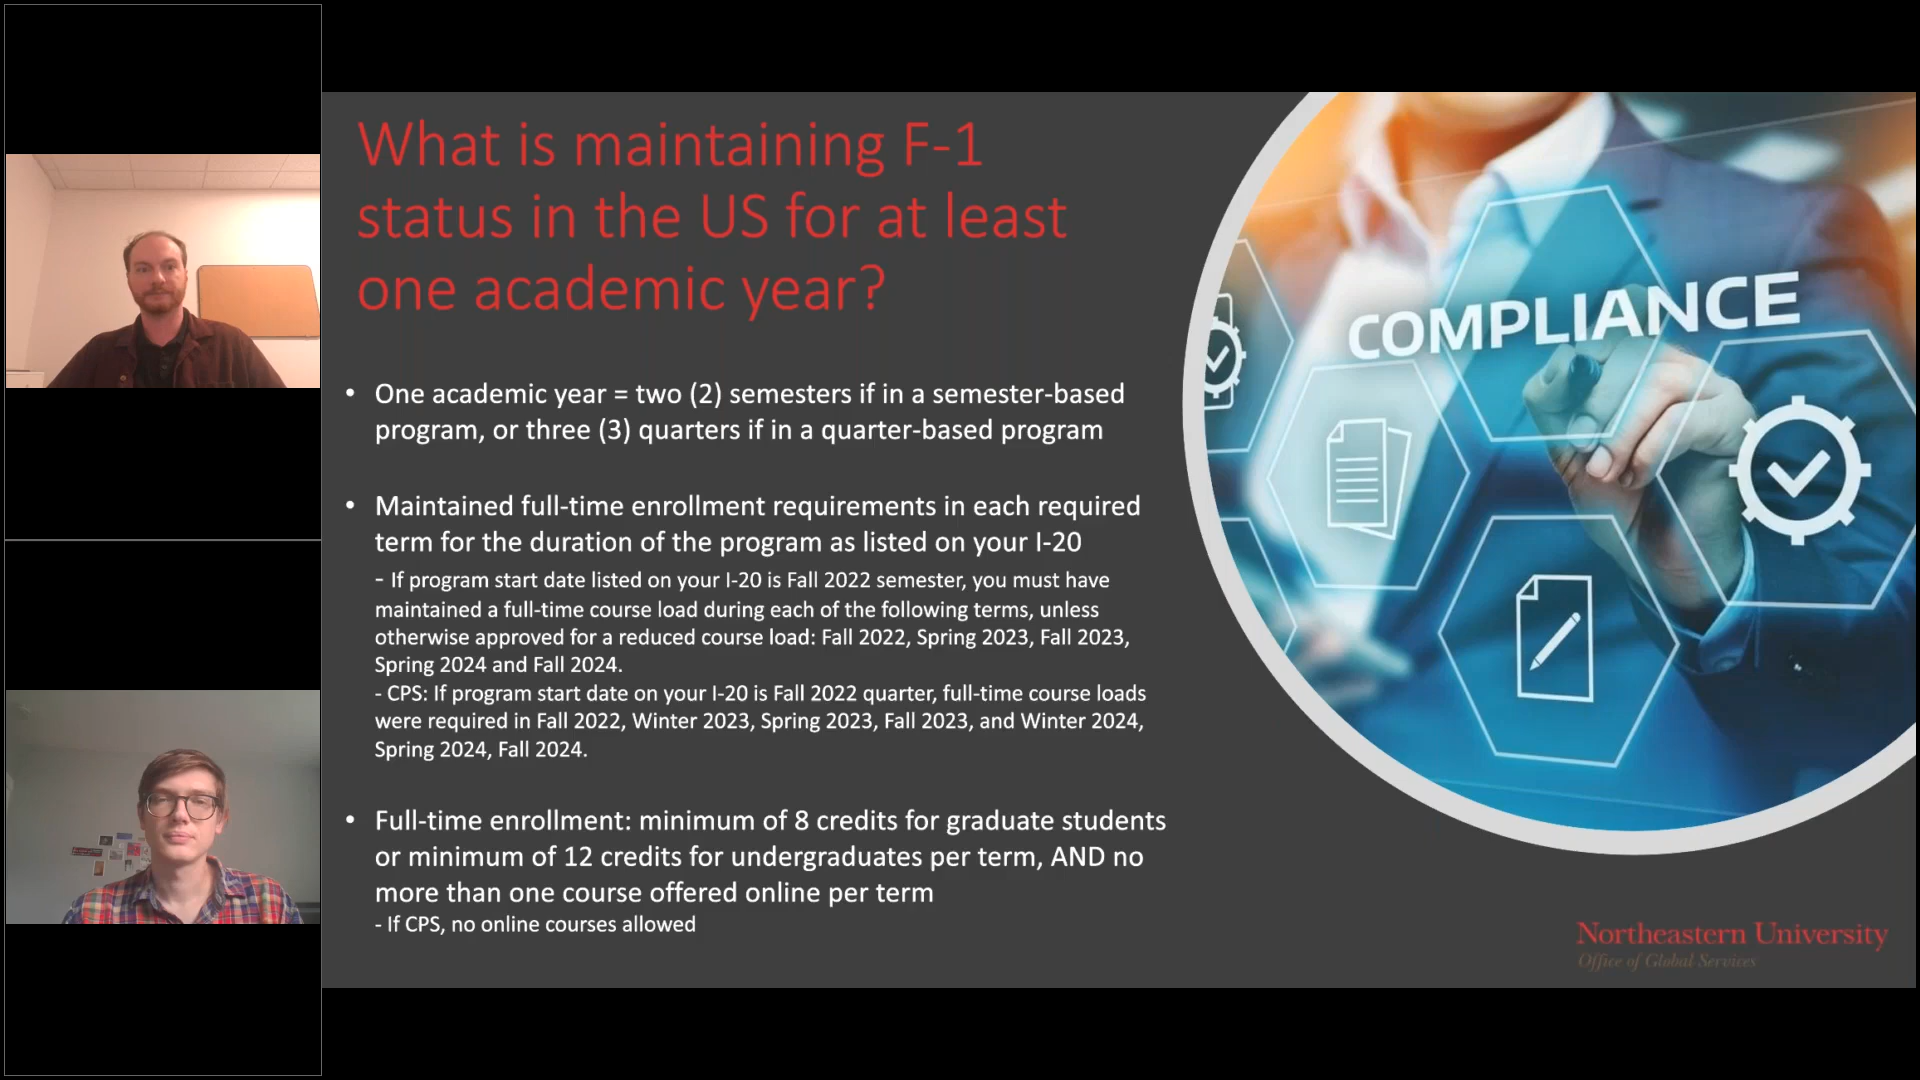 What is maintaining F-1
status in the US for at least
one academic year?
• One academic year = two (2) semesters if in a semester-based
program, or three (3) quarters if in a quarter-based program
• Maintained full-time enrollment requirements in each required
term for the duration of the program as listed on your I-20
- If program start date listed on your I-20 is Fall 2022 semester, you must have
maintained a full-time course load during each of the following terms, unless
otherwise approved for a reduced course load: Fall 2022, Spring 2023, Fall 2023,
Spring 2024 and Fall 2024.
- CPS: If program start date on your I-20 is Fall 2022 quarter, full-time course loads
were required in Fall 2022, Winter 2023, Spring 2023, Fall 2023, and Winter 2024,
Spring 2024, Fall 2024.
• Full-time enrollment: minimum of 8 credits for graduate students
or minimum of 12 credits for undergraduates per term, AND no
more than one course offered online per term
- If CPS, no online courses allowed
COMPLIANCE
Northeastern University
Office of Global Services